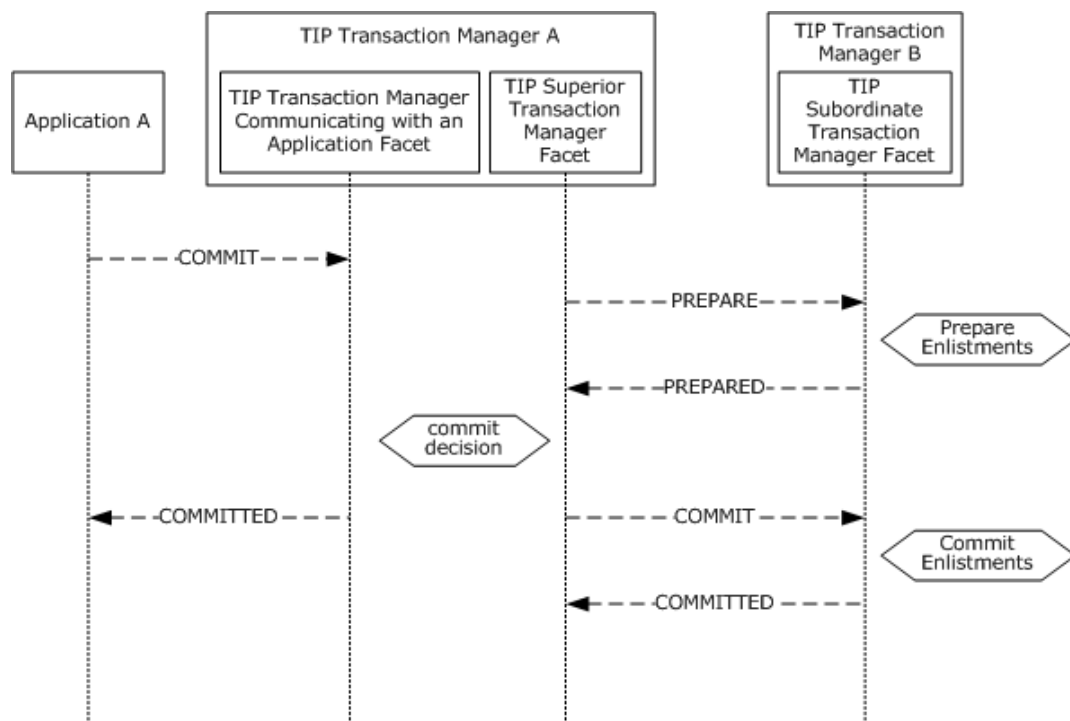 TIP Transaction Manager A
TIP Transaction
Manager B
Application A
TIP Transaction Manager
Communicating with an
Application Facet
TIP Superior
Transaction
Manager
Facet
TIP
Subordinate
Transaction
Manager Facet
COMMIT
PREPARE
Prepare
Enlistments
PREPARED
commit
decision
COMMITTED
COMMIT
Commit
Enlistments
COMMITTED